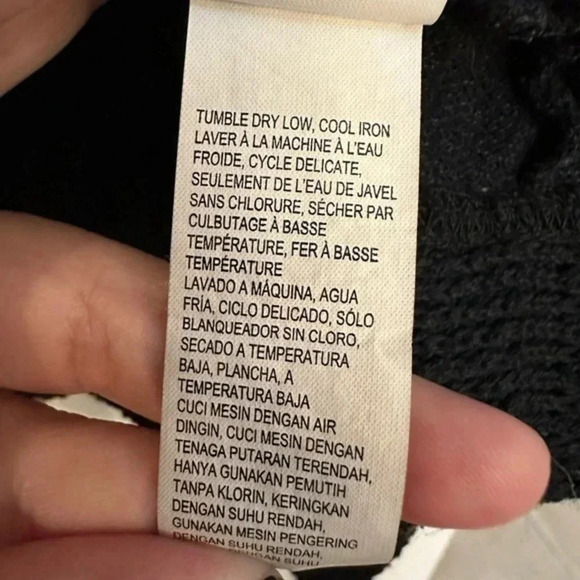 TUMBLE DRY LOW, COOL IRON
LAVER À LA MACHINE À L'EAU
FROIDE, CYCLE DELICATE,
SEULEMENT DE L'EAU DE JAVEL
SANS CHLORURE, SÉCHER PAR
CULBUTAGE À BASSE
TEMPÉRATURE, FER À BASSE
TEMPÉRATURE
LAVADO A MÁQUINA, AGUA
FRÍA, CICLO DELICADO, SÓLO
BLANQUEADOR SIN CLORO,
SECADO A TEMPERATURA
BAJA, PLANCHA, A
TEMPERATURA BAJA
CUCI MESIN DENGAN AIR
DINGIN, CUCI MESIN DENGAN
TENAGA PUTARAN TERENDAH,
HANYA GUNAKAN PEMUTIH
TANPA KLORIN, KERINGKAN
DENGAN SUHU RENDAH,
GUNAKAN MESIN PENGERING
DENGAN SUHU RENDAH,